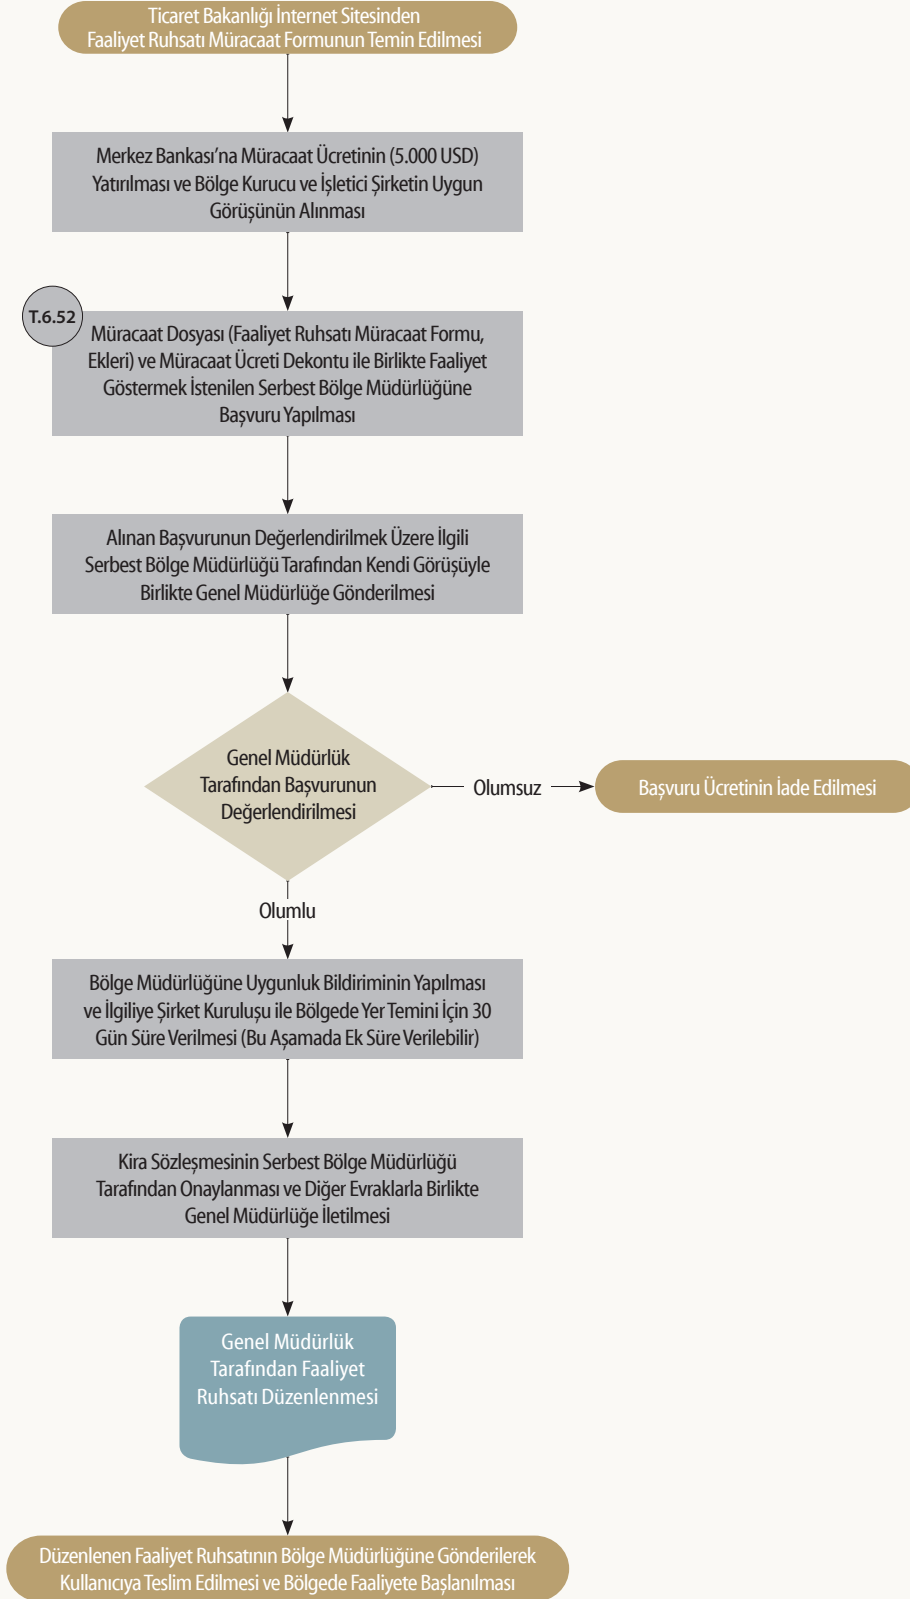 Ticaret Bakanlığı İnternet Sitesinden
Faaliyet Ruhsatı Müracaat Formunun Temin Edilmesi
Merkez Bankası'na Müracaat Ücretinin (5.000 USD)
Yatırılması ve Bölge Kurucu ve İşletici Şirketin Uygun
Görüşünün Alınması
T.6.52
Müracaat Dosyası (Faaliyet Ruhsatı Müracaat Formu,
Ekleri) ve Müracaat Ücreti Dekontu ile Birlikte Faaliyet
Göstermek İstenilen Serbest Bölge Müdürlüğüne
Başvuru Yapılması
Alınan Başvurunun Değerlendirilmek Üzere İlgili
Serbest Bölge Müdürlüğü Tarafından Kendi Görüşüyle
Birlikte Genel Müdürlüğe Gönderilmesi
Genel Müdürlük
Tarafından Başvurunun
Değerlendirilmesi
Olumsuz
Başvuru Ücretinin İade Edilmesi
Olumlu
Bölge Müdürlüğüne Uygunluk Bildiriminin Yapılması
ve İlgiliye Şirket Kuruluşu ile Bölgede Yer Temini İçin 30
Gün Süre Verilmesi (Bu Aşamada Ek Süre Verilebilir)
Kira Sözleşmesinin Serbest Bölge Müdürlüğü
Tarafından Onaylanması ve Diğer Evraklarla Birlikte
Genel Müdürlüğe İletilmesi
Genel Müdürlük
Tarafından Faaliyet
Ruhsatı Düzenlenmesi
Düzenlenen Faaliyet Ruhsatının Bölge Müdürlüğüne Gönderilerek
Kullanıcıya Teslim Edilmesi ve Bölgede Faaliyete Başlanılması